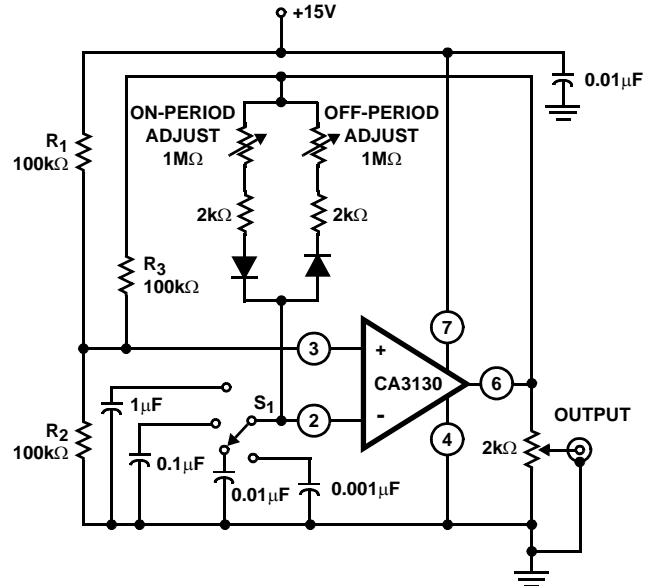 +15V
0.01μF
ON-PERIOD
ADJUST
1MΩ
OFF-PERIOD
ADJUST
1MΩ
R1
100kΩ
2kΩ
2kΩ
R3
100kΩ
7
3
+
CA3130
6
S1
2
-
4
OUTPUT
1μF
R2
100kΩ
0.1μF
0.01μF
0.001μF
2kΩ